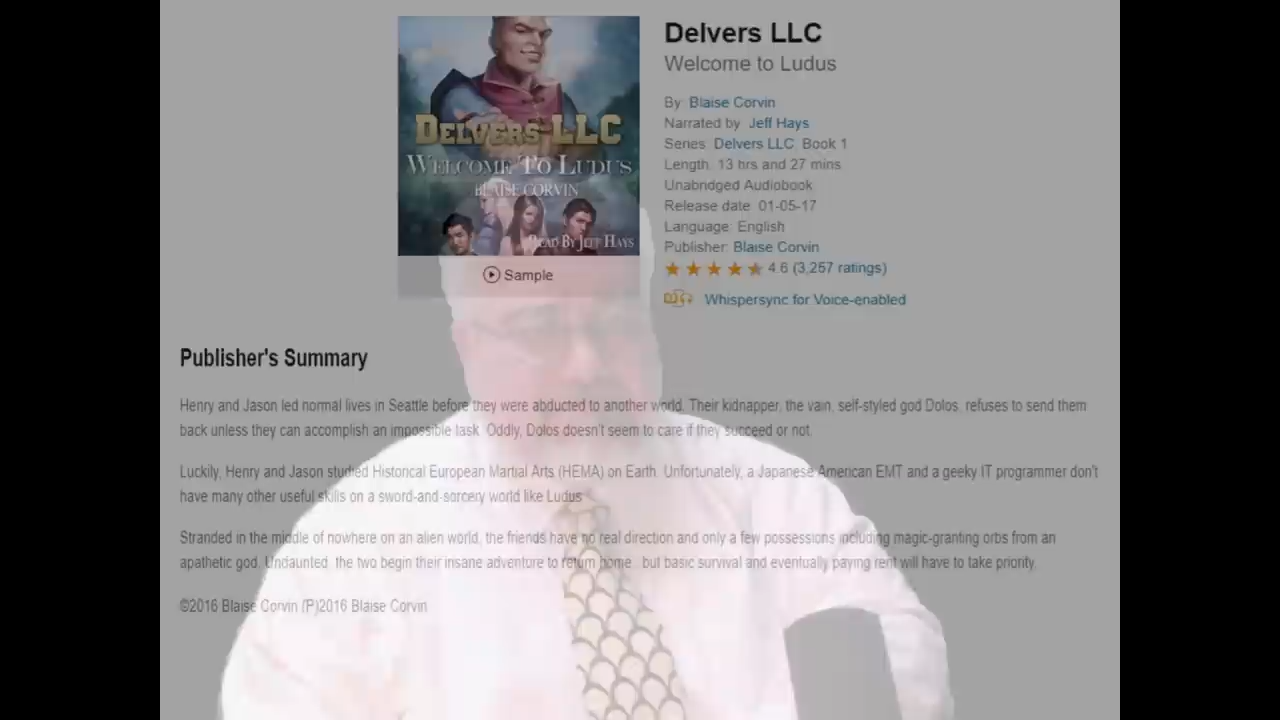 DELVERS LLC
WELCOME TO LUDUS
BLAISE CORVIN
READ BY JEFF HAYS
Sample
Delvers LLC
Welcome to Ludus
By: Blaise Corvin
Narrated by: Jeff Hays
Series: Delvers LLC, Book 1
Length: 13 hrs and 27 mins
Unabridged Audiobook
Release date: 01-05-17
Language: English
Publisher: Blaise Corvin
4.6 (3,257 ratings)
Whispersync for Voice-enabled
Publisher's Summary
Henry and Jason led normal lives in Seattle before they were abducted to another world. Their kidnapper, the vain, self-styled god Dolos, refuses to send them
back unless they can accomplish an impossible task. Oddly, Dolos doesn't seem to care if they succeed or not.
Luckily, Henry and Jason studied Historical European Martial Arts (HEMA) on Earth. Unfortunately, a Japanese American EMT and a geeky IT programmer don't
have many other useful skills on a sword-and-sorcery world like Ludus.
Stranded in the middle of nowhere on an alien world, the friends have no real direction and only a few possessions including magic-granting orbs from an
apathetic god. Undaunted, the two begin their insane adventure to return home...but basic survival and eventually paying rent will have to take priority.
©2016 Blaise Corvin (P)2016 Blaise Corvin